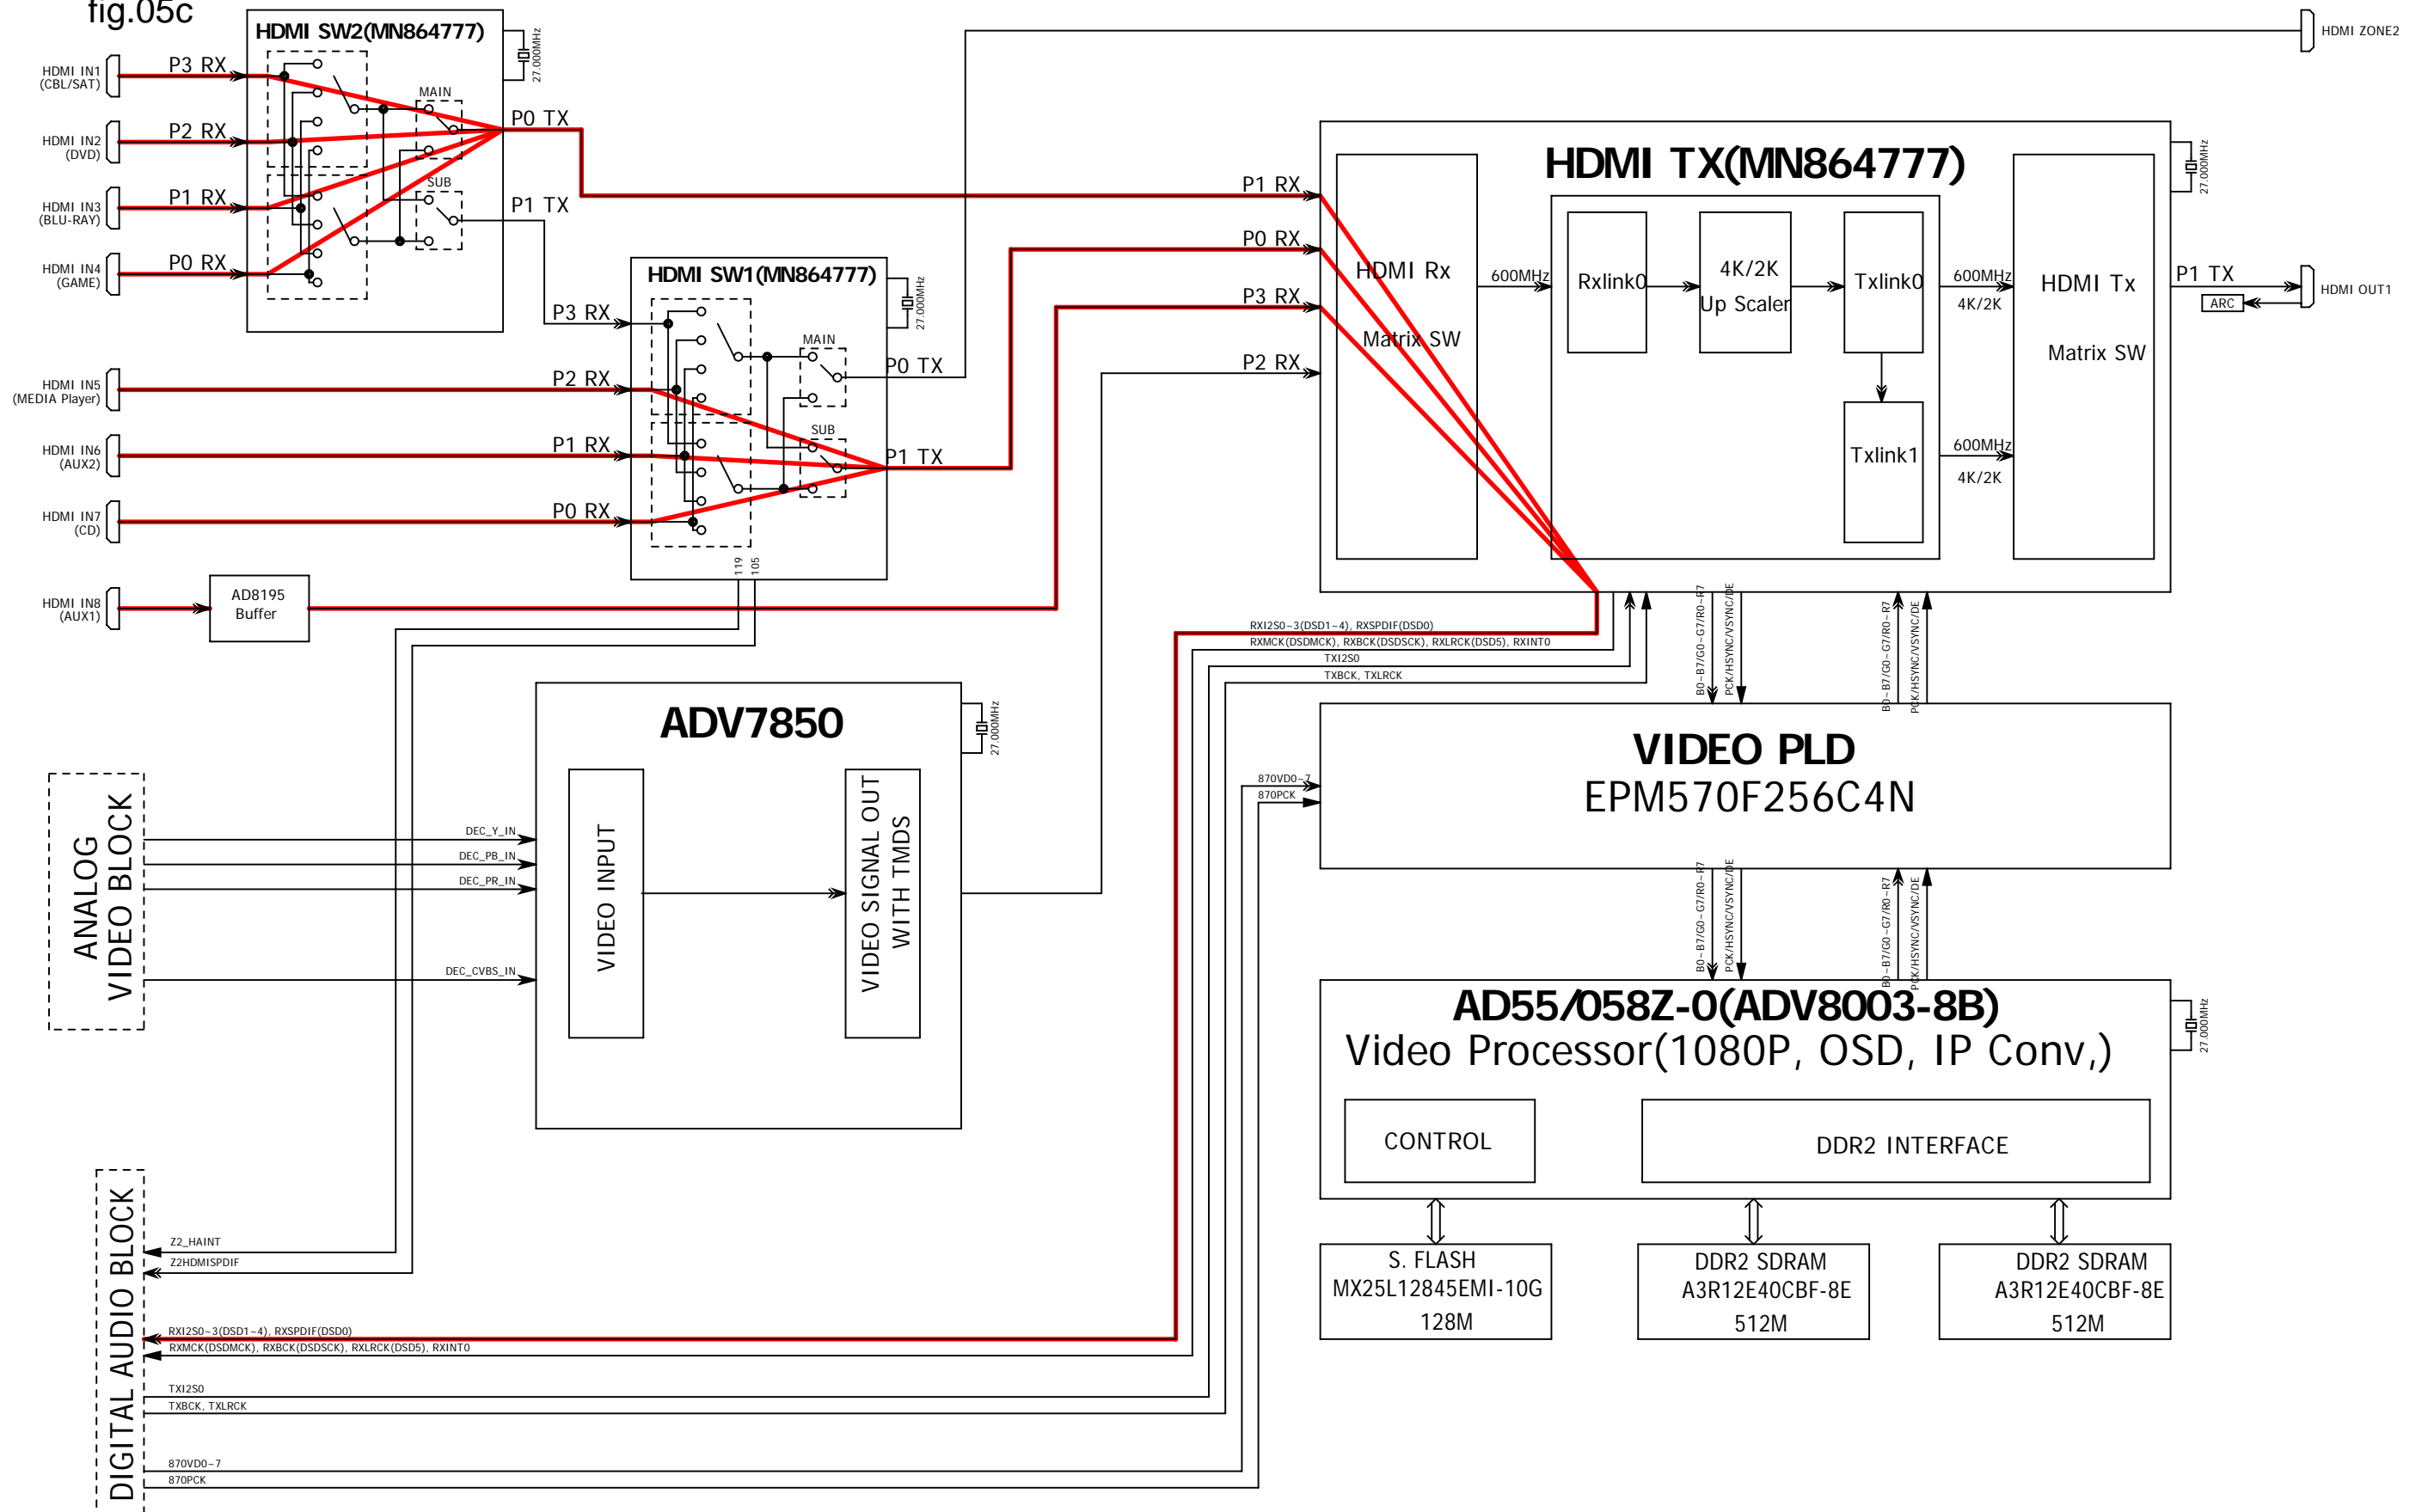 fig.05c
HDMI SW2(MN864777)
27.000MHz
HDMI ZONE2
HDMI IN1
(CBL/SAT)
P3 RX
MAIN
P0 TX
HDMI IN2
(DVD)
P2 RX
HDMI IN3
(BLU-RAY)
P1 RX
SUB
P1 TX
HDMI IN4
(GAME)
P0 RX
HDMI SW1(MN864777)
27.000MHz
P3 RX
MAIN
P0 TX
HDMI IN5
(MEDIA Player)
P2 RX
SUB
HDMI IN6
(AUX2)
P1 RX
P1 TX
HDMI IN7
(CD)
P0 RX
119
105
HDMI IN8
(AUX1)
AD8195
Buffer
HDMI TX(MN864777)
27.000MHz
P1 RX
P0 RX
P3 RX
P2 RX
HDMI Rx
Matrix SW
600MHz
Rxlink0
4K/2K
Up Scaler
Txlink0
600MHz
4K/2K
Txlink1
600MHz
4K/2K
HDMI Tx
Matrix SW
P1 TX
ARC
HDMI OUT1
RXI2S0~3(DSD1~4), RXSPDIF(DSD0)
RXMCK(DSDMCK), RXBCK(DSDSCK), RXLRCK(DSD5), RXINT0
TXI2S0
TXBCK, TXLRCK
B0~B7/G0~G7/R0~R7
PCK/HSYNC/VSYNC/DE
B0~B7/G0~G7/R0~R7
PCK/HSYNC/VSYNC/DE
ADV7850
27.000MHz
VIDEO INPUT
VIDEO SIGNAL OUT
WITH TMDS
ANALOG
VIDEO BLOCK
DEC_Y_IN
DEC_PB_IN
DEC_PR_IN
DEC_CVBS_IN
870VD0~7
870PCK
VIDEO PLD
EPM570F256C4N
B0~B7/G0~G7/R0~R7
PCK/HSYNC/VSYNC/DE
B0~B7/G0~G7/R0~R7
PCK/HSYNC/VSYNC/DE
AD55/058Z-0(ADV8003-8B)
Video Processor(1080P, OSD, IP Conv,)
27.000MHz
CONTROL
DDR2 INTERFACE
S. FLASH
MX25L12845EMI-10G
128M
DDR2 SDRAM
A3R12E40CBF-8E
512M
DDR2 SDRAM
A3R12E40CBF-8E
512M
DIGITAL AUDIO BLOCK
Z2_HAINT
Z2HDMISPDIF
RXI2S0~3(DSD1~4), RXSPDIF(DSD0)
RXMCK(DSDMCK), RXBCK(DSDSCK), RXLRCK(DSD5), RXINT0
TXI2S0
TXBCK, TXLRCK
870VD0~7
870PCK